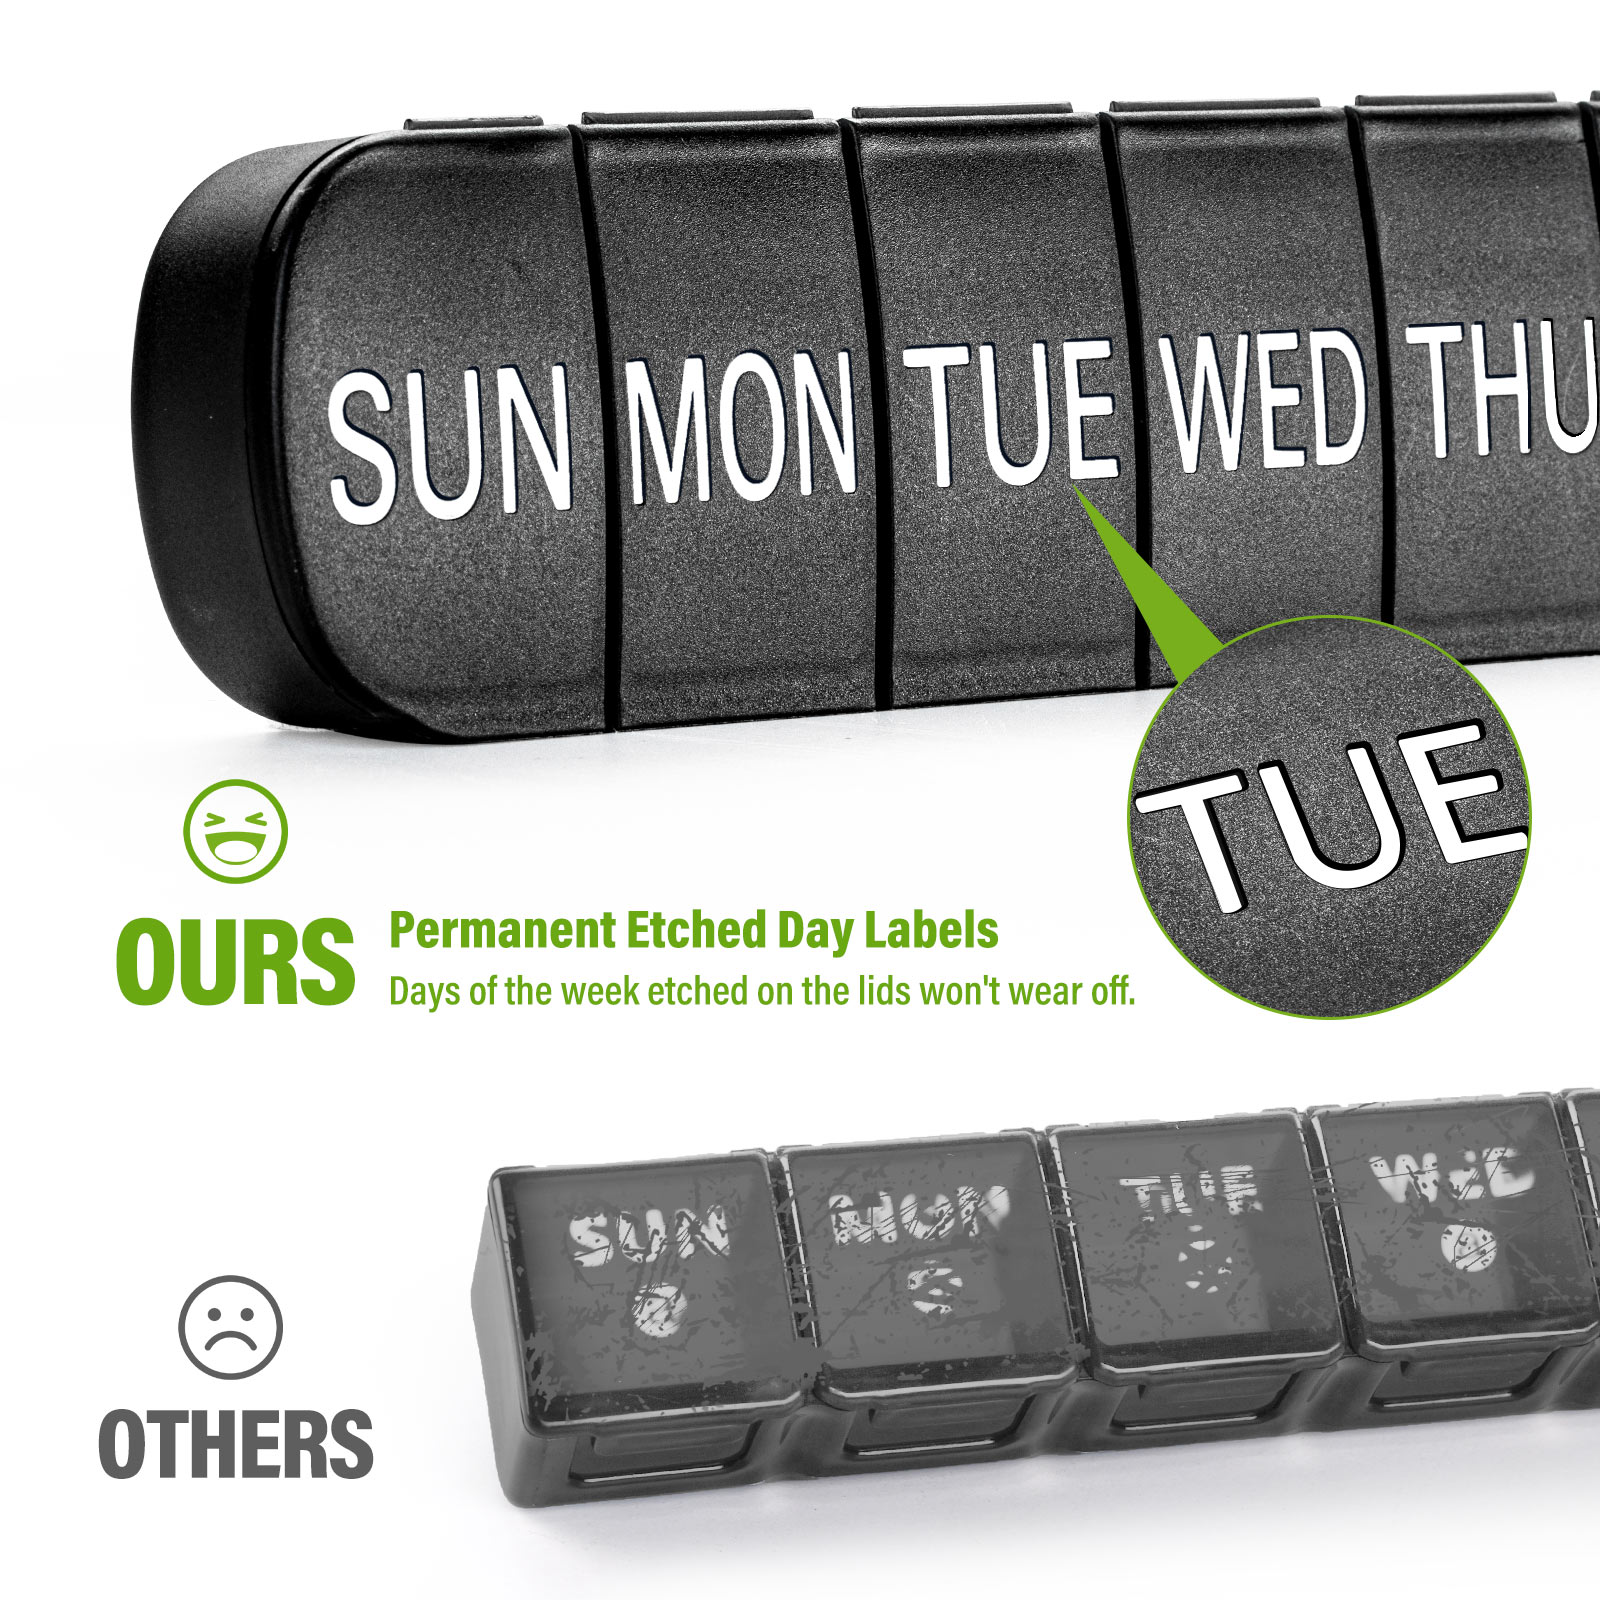 SUN MON TUE WED THU
TUE
OURS
Permanent Etched Day Labels
Days of the week etched on the lids won't wear off.
SUN MON TUE WED
OTHERS